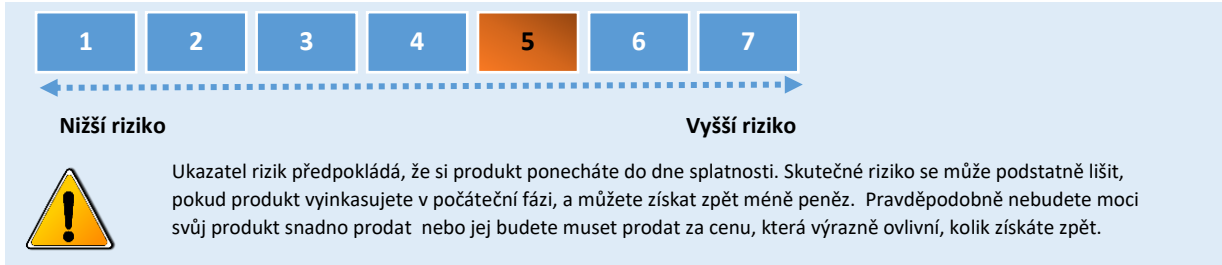 1 2 3 4 5 6 7
Nižší riziko Vyšší riziko
Ukazatel rizik předpokládá, že si produkt ponecháte do dne splatnosti. Skutečné riziko se může podstatně lišit,
pokud produkt vyinkasujete v počáteční fázi, a můžete získat zpět méně peněz.  Pravděpodobně nebudete moci
svůj produkt snadno prodat  nebo jej budete muset prodat za cenu, která výrazně ovlivní, kolik získáte zpět.